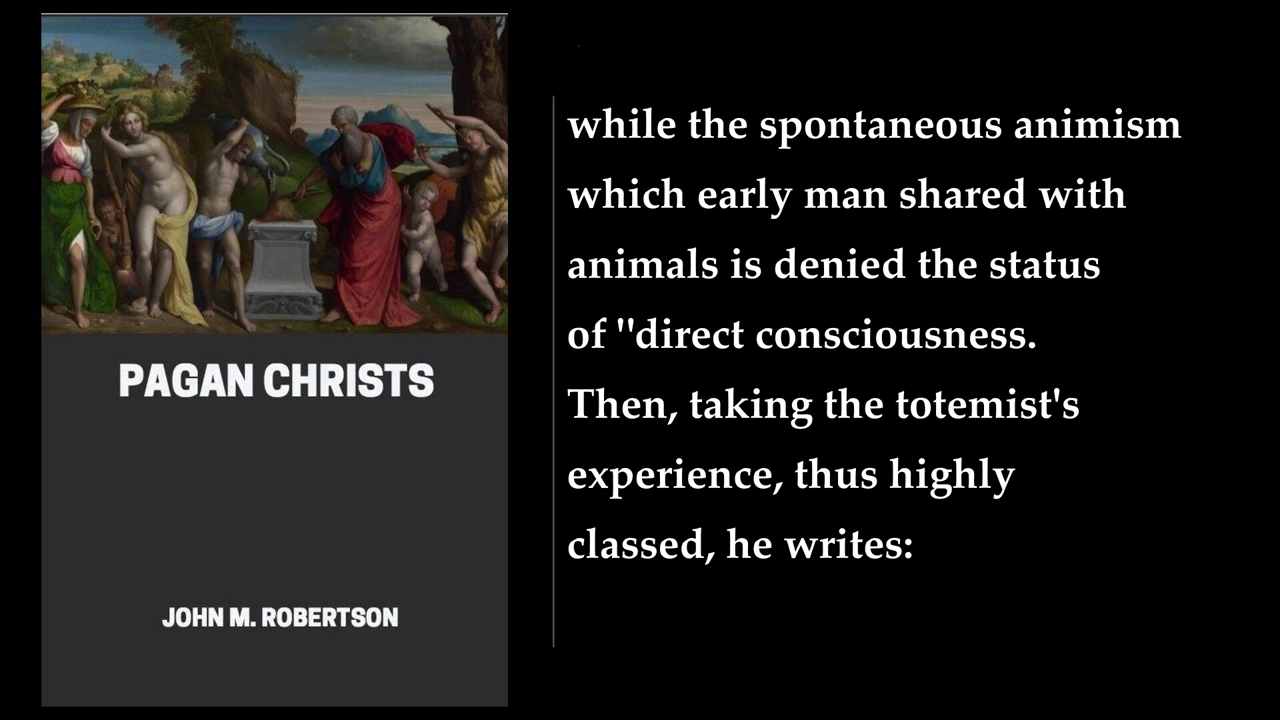 PAGAN CHRISTS
JOHN M. ROBERTSON
while the spontaneous animism
which early man shared with
animals is denied the status
of "direct consciousness.
Then, taking the totemist's
experience, thus highly
classed, he writes: